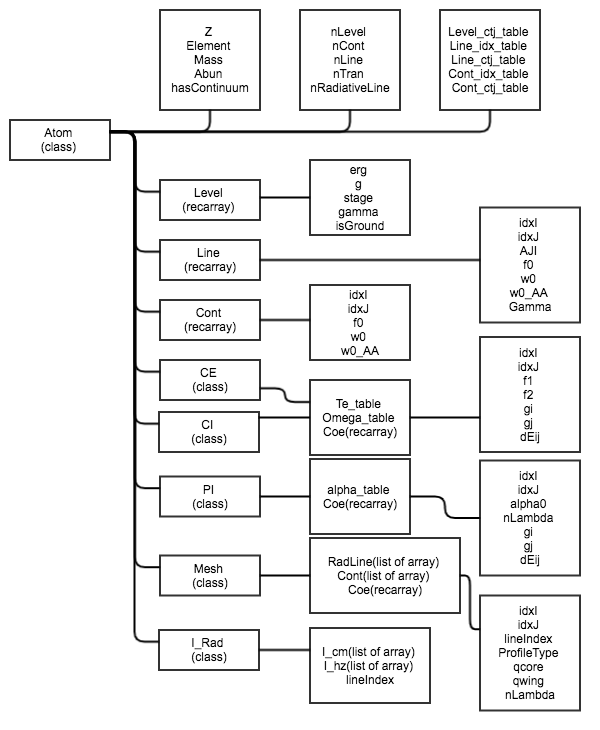 Z
Element
Mass
Abun
hasContinuum
nLevel
nCont
nLine
nTran
nRadiativeLine
Level_ctj_table
Line_idx_table
Line_ctj_table
Cont_idx_table
Cont_ctj_table
Atom
(class)
Level
(recarray)
erg
g
stage
gamma
isGround
Line
(recarray)
idxI
idxJ
AJI
f0
w0
w0_AA
Gamma
Cont
(recarray)
idxI
idxJ
f0
w0
w0_AA
CE
(class)
CI
(class)
Te_table
Omega_table
Coe(recarray)
idxI
idxJ
f1
f2
gi
gj
dEij
PI
(class)
alpha_table
Coe(recarray)
idxI
idxJ
alpha0
nLambda
gi
gj
dEij
Mesh
(class)
RadLine(list of array)
Cont(list of array)
Coe(recarray)
idxI
idxJ
lineIndex
ProfileType
qcore
qwing
nLambda
I_Rad
(class)
I_cm(list of array)
I_hz(list of array)
lineIndex